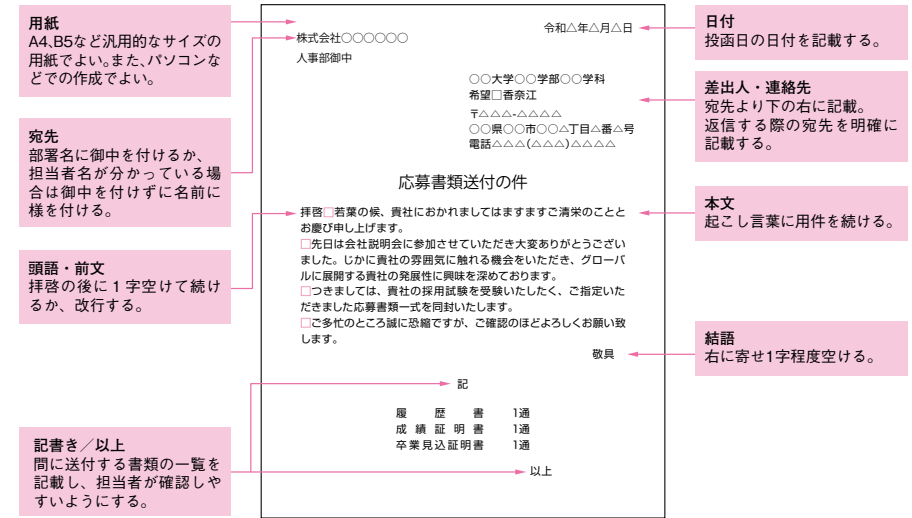 用紙
A4、B5など汎用的なサイズの
用紙でよい。また、パソコンな
どでの作成でよい。
宛先
部署名に御中を付けるか、
担当者名が分かっている場
合は御中を付けずに名前に
様を付ける。
頭語・前文
拝啓の後に1字空けて続け
るか、改行する。
記書き／以上
間に送付する書類の一覧を
記載し、担当者が確認しや
すいようにする。
令和△年△月△日
株式会社○○○○○○
人事部御中
○○大学○○学部○○学科
希望□香奈江
〒△△△-△△△△
○○県○○市○○△丁目△番△号
電話△△△(△△△)△△△△
応募書類送付の件
拝啓□若葉の候、貴社におかれましてはますますご清栄のことと
お慶び申し上げます。
□先日は会社説明会に参加させていただき大変ありがとうござい
ました。じかに貴社の雰囲気に触れる機会をいただき、グローバ
ルに展開する貴社の発展性に興味を深めております。
□つきましては、貴社の採用試験を受験いたしたく、ご指定いた
だきました応募書類一式を同封いたします。
□ご多忙のところ誠に恐縮ですが、ご確認のほどよろしくお願い致
します。
敬具
記
履歴書 1通
成績証明書 1通
卒業見込証明書 1通
以上
日付
投函日の日付を記載する。
差出人・連絡先
宛先より下の右に記載。
返信する際の宛先を明確に
記載する。
本文
起こし言葉に用件を続ける。
結語
右に寄せ1字程度空ける。